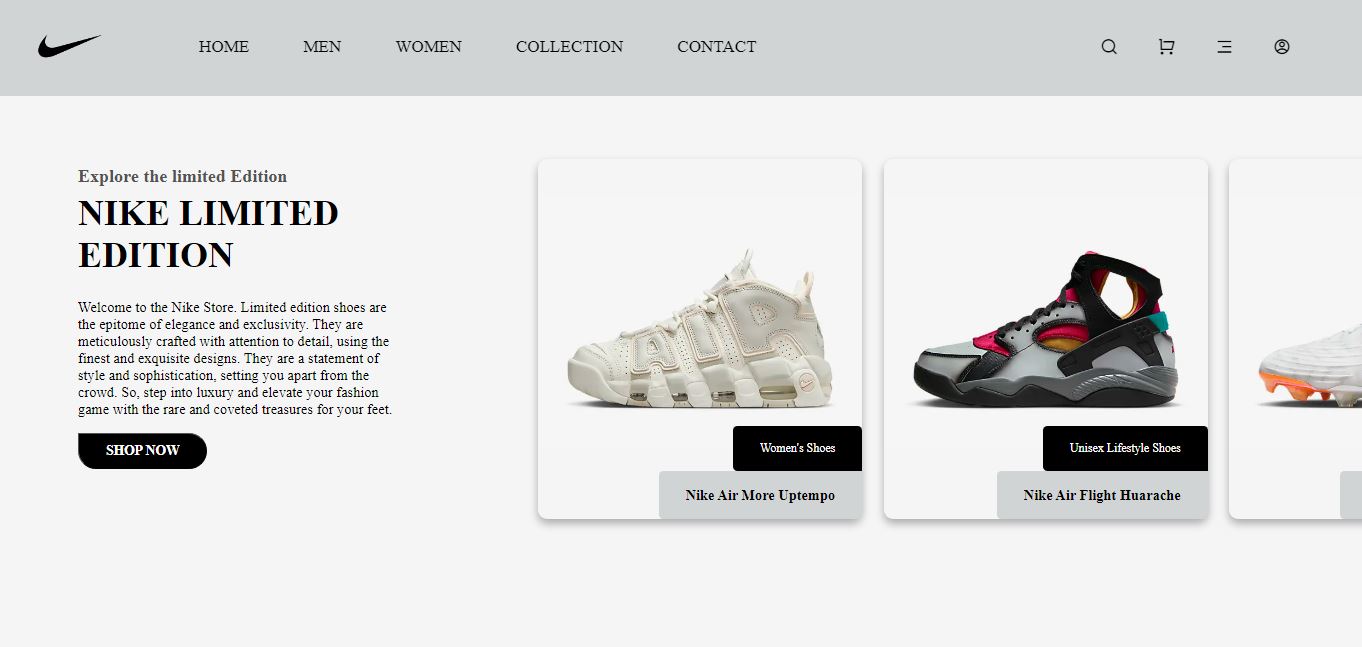 HOME MEN WOMEN COLLECTION CONTACT
Explore the limited Edition
NIKE LIMITED
EDITION
Welcome to the Nike Store. Limited edition shoes are
the epitome of elegance and exclusivity. They are
meticulously crafted with attention to detail, using the
finest and exquisite designs. They are a statement of
style and sophistication, setting you apart from the
crowd. So, step into luxury and elevate your fashion
game with the rare and coveted treasures for your feet.
SHOP NOW
AIR
Women's Shoes
Nike Air More Uptempo
Unisex Lifestyle Shoes
Nike Air Flight Huarache